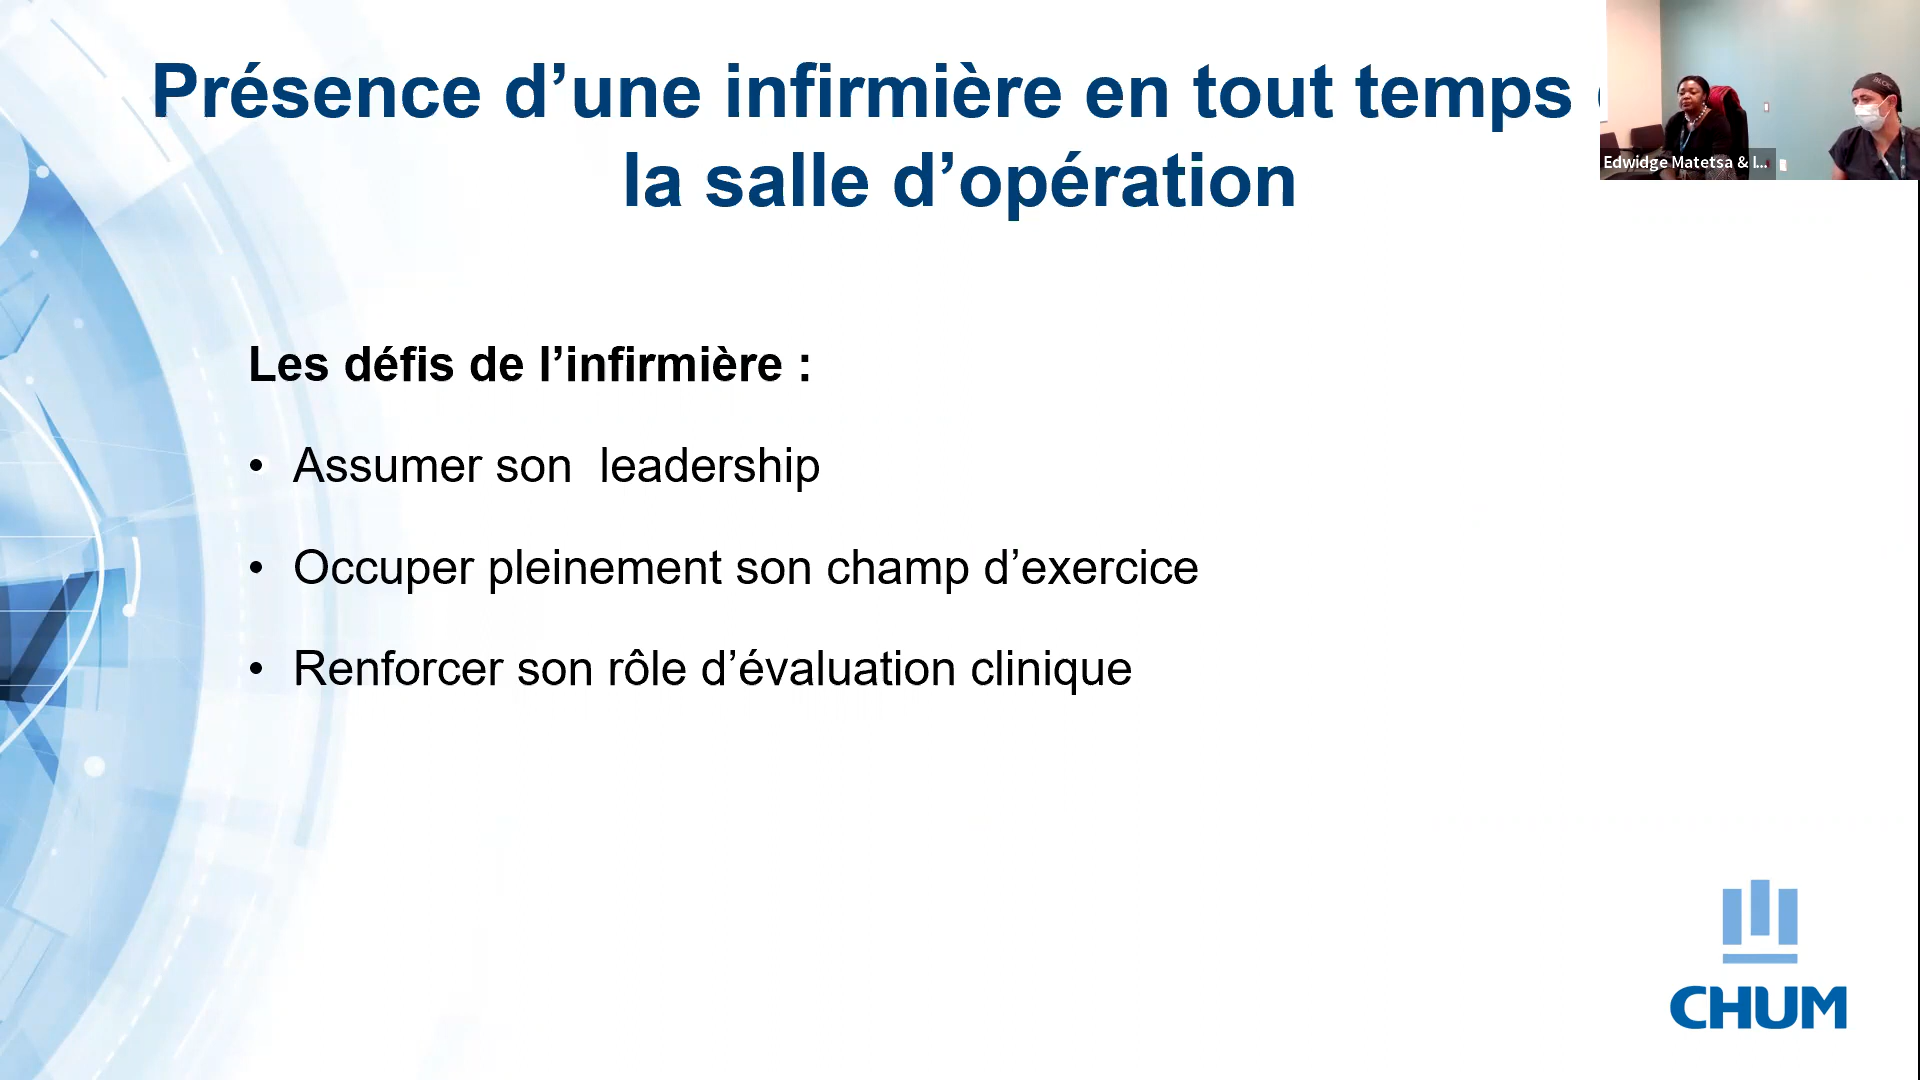 Présence d’une infirmière en tout temps
la salle d’opération
Edwidge Matetsa & I...
Les défis de l’infirmière :
• Assumer son  leadership
• Occuper pleinement son champ d’exercice
• Renforcer son rôle d’évaluation clinique
CHUM